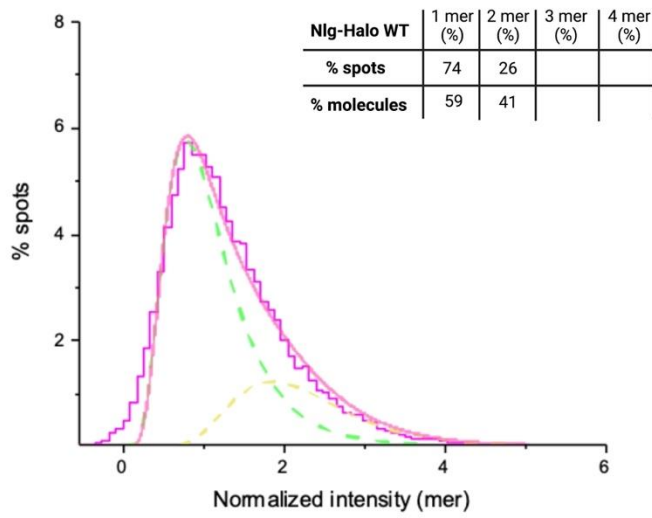 Nlg-Halo WT 1 mer (%) 2 mer (%) 3 mer (%) 4 mer (%)
% spots 74 26
% molecules 59 41
8
6
4
2
% spots
0 2 4 6
Normalized intensity (mer)